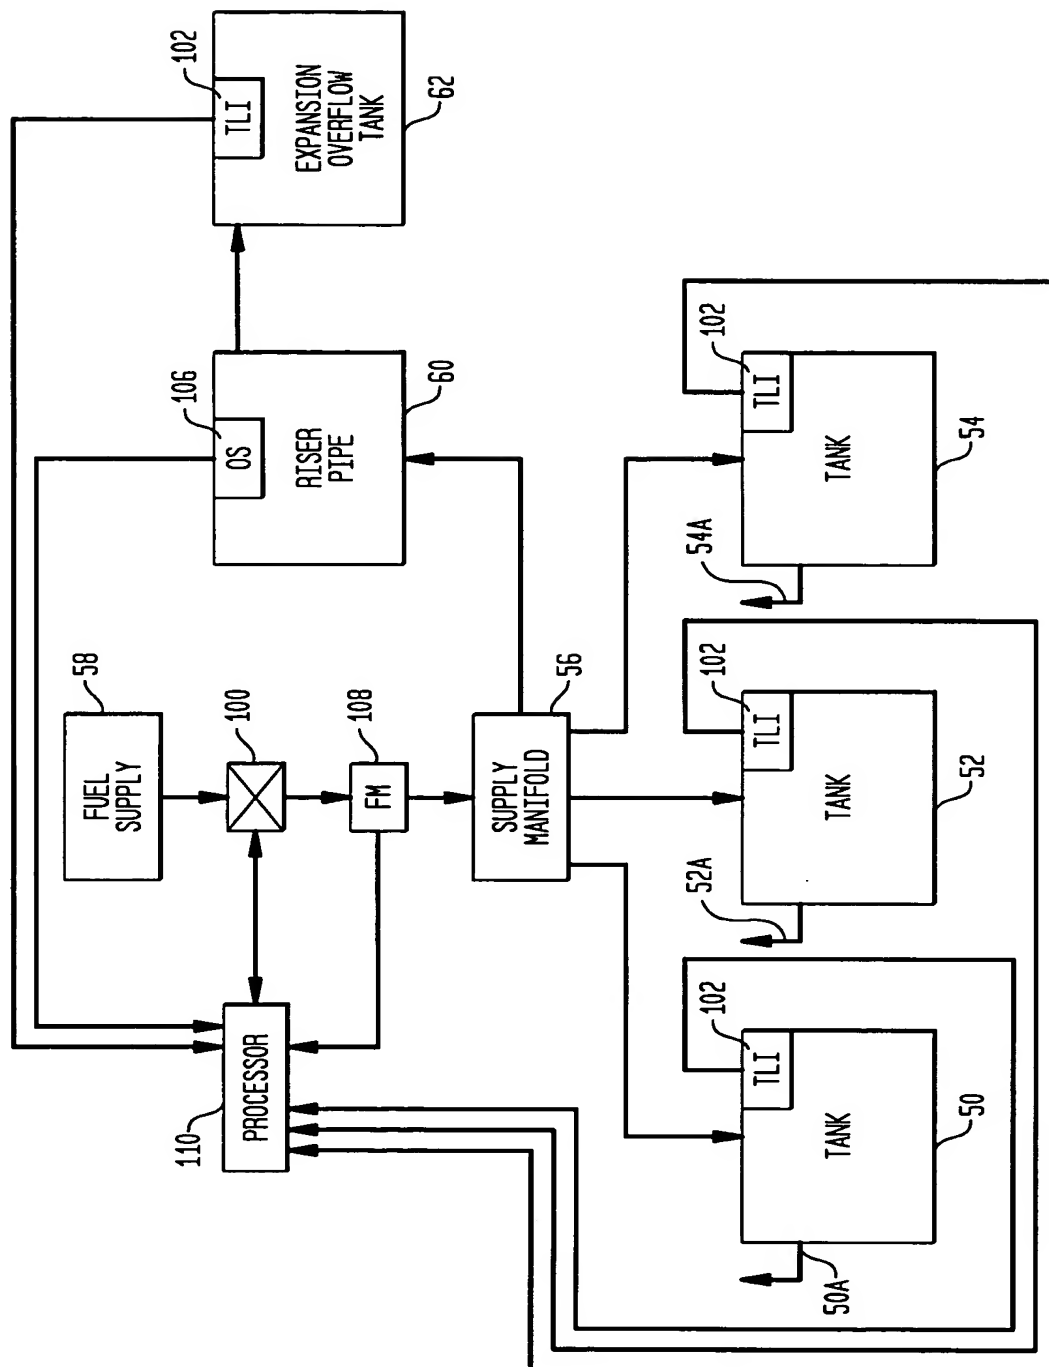 102
TLI
EXPANSION
OVERFLOW
TANK
62
106
OS
RISER
PIPE
60
58
FUEL
SUPPLY
100
108
FM
56
SUPPLY
MANIFOLD
110
PROCESSOR
102
TLI
TANK
54
54A
102
TLI
TANK
52
52A
102
TLI
TANK
50
50A